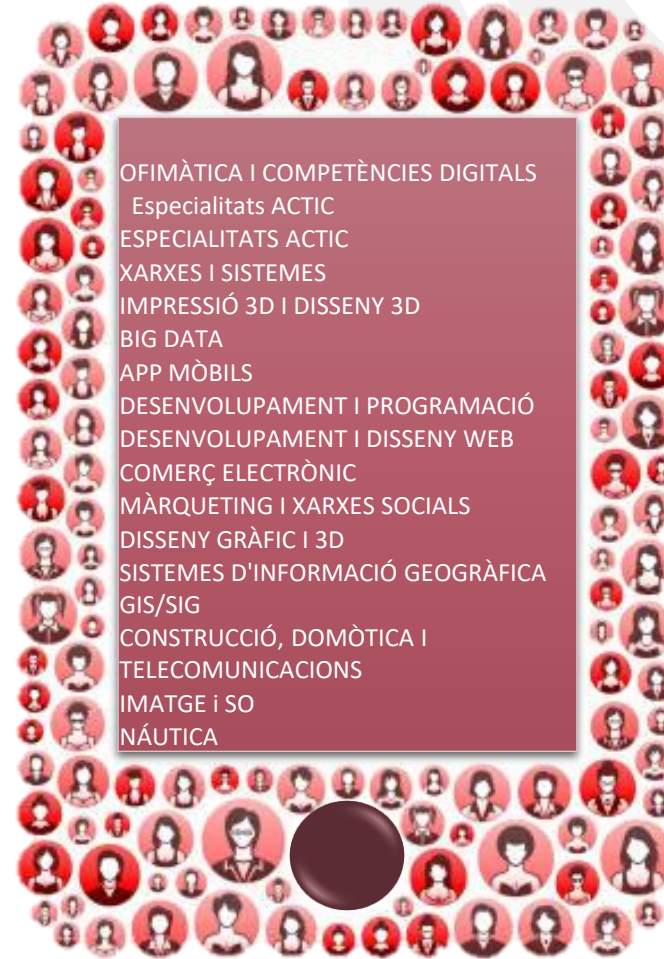 OFIMÀTICA I COMPETÈNCIES DIGITALS
Especialitats ACTIC
ESPECIALITATS ACTIC
XARXES I SISTEMES
IMPRESSIÓ 3D I DISSENY 3D
BIG DATA
APP MÒBILS
DESENVOLUPAMENT I PROGRAMACIÓ
DESENVOLUPAMENT I DISSENY WEB
COMERÇ ELECTRÒNIC
MÀRQUETING I XARXES SOCIALS
DISSENY GRÀFIC I 3D
SISTEMES D'INFORMACIÓ GEOGRÀFICA
GIS/SIG
CONSTRUCCIÓ, DOMÒTICA I
TELECOMUNICACIONS
IMATGE i SO
NÁUTICA